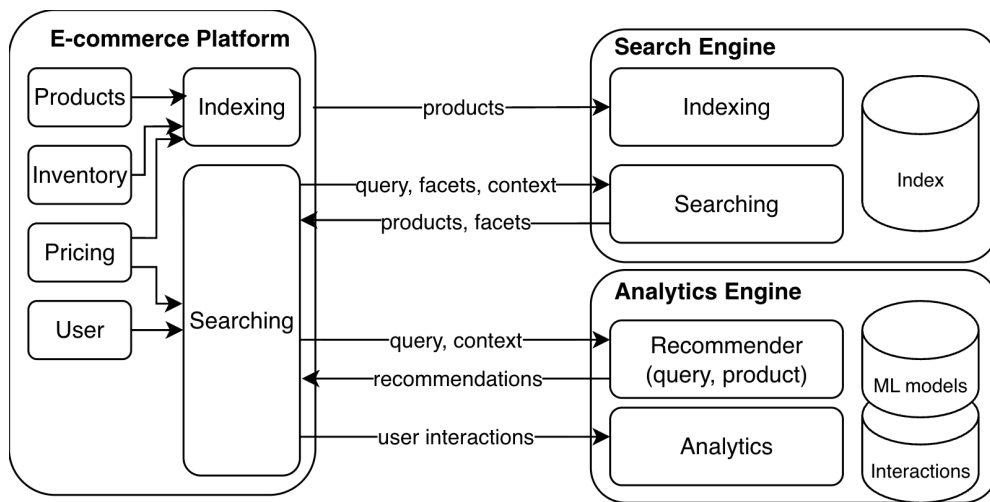 E-commerce Platform
Products
Inventory
Pricing
User
Indexing
Searching
products
query, facets, context
products, facets
query, context
recommendations
user interactions
Search Engine
Indexing
Searching
Index
Analytics Engine
Recommender
(query, product)
Analytics
ML models
Interactions